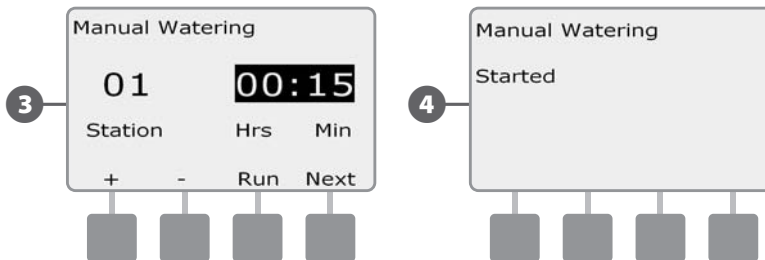 Manual Watering
01 00:15
Station Hrs Min
+ - Run Next
3
Manual Watering
Started
4